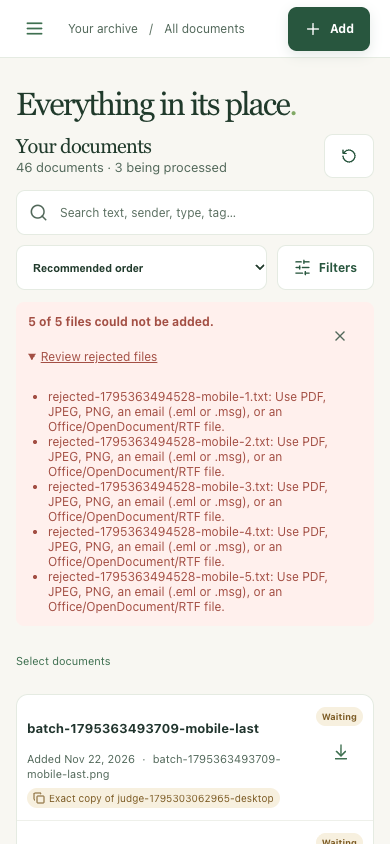 Your archive / All documents
Add
Everything in its place.
Your documents
46 documents · 3 being processed
Search text, sender, type, tag...
Recommended order
Filters
5 of 5 files could not be added.
▼ Review rejected files
• rejected-1795363494528-mobile-1.txt: Use PDF,
JPEG, PNG, an email (.eml or .msg), or an
Office/OpenDocument/RTF file.
• rejected-1795363494528-mobile-2.txt: Use PDF,
JPEG, PNG, an email (.eml or .msg), or an
Office/OpenDocument/RTF file.
• rejected-1795363494528-mobile-3.txt: Use PDF,
JPEG, PNG, an email (.eml or .msg), or an
Office/OpenDocument/RTF file.
• rejected-1795363494528-mobile-4.txt: Use PDF,
JPEG, PNG, an email (.eml or .msg), or an
Office/OpenDocument/RTF file.
• rejected-1795363494528-mobile-5.txt: Use PDF,
JPEG, PNG, an email (.eml or .msg), or an
Office/OpenDocument/RTF file.
Select documents
Waiting
batch-1795363493709-mobile-last
Added Nov 22, 2026 · batch-1795363493709-
mobile-last.png
Exact copy of judge-1795303062965-desktop
Waiting